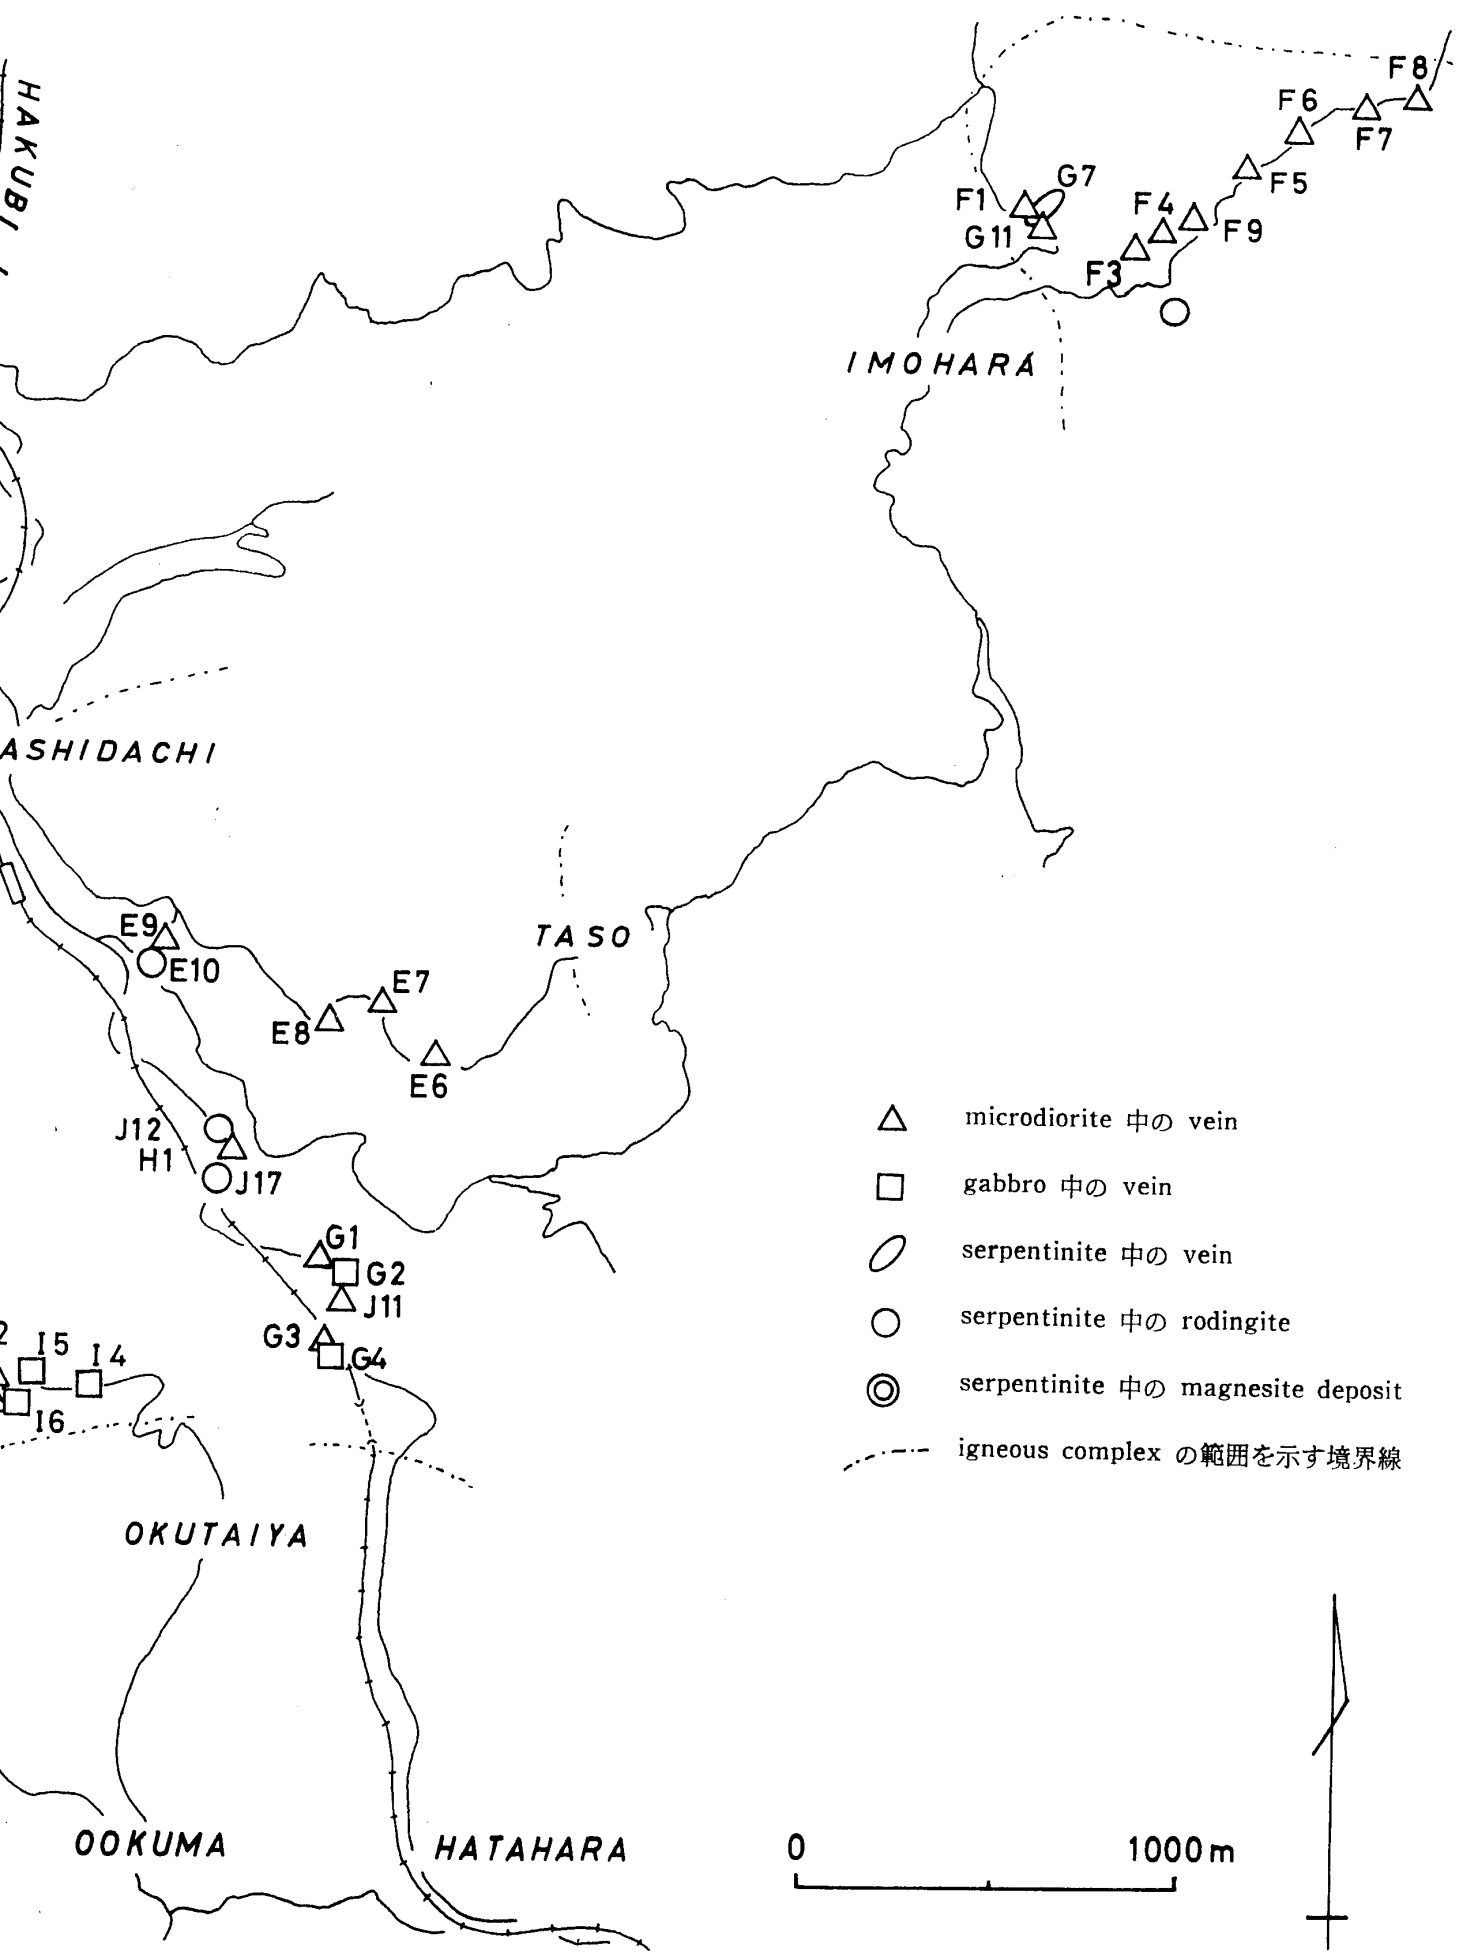 HAKUBI
F8
F6
F7
F5
G7
F1
F4
F9
G11
F3
IMOHARA
ASHIDACHI
E9
E10
TASO
E7
E8
E6
J12
H1
J17
G1
G2
J11
G3
G4
2
I5
I4
I6
microdiorite 中の vein
gabbro 中の vein
serpentinite 中の vein
serpentinite 中の rodingite
serpentinite 中の magnesite deposit
igneous complex の範囲を示す境界線
OKUTAIYA
OOKUMA
HATAHARA
0
1000m